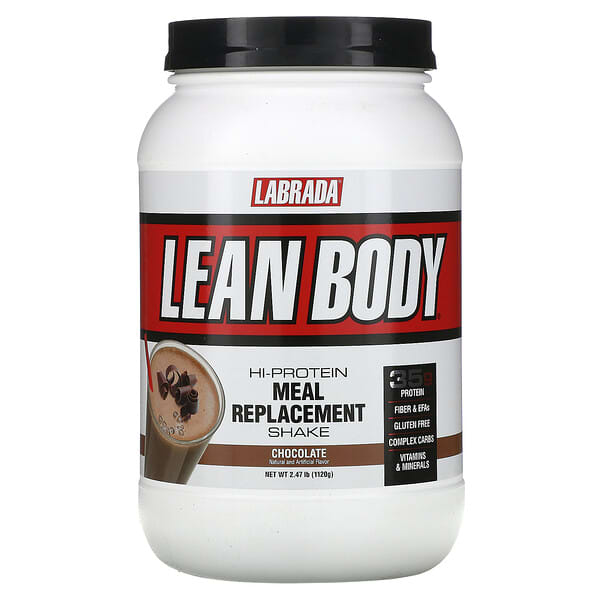 LABRADA
LEAN BODY
HI-PROTEIN
MEAL
REPLACEMENT
SHAKE
CHOCOLATE
Natural and Artificial Flavor
NET WT 2.47 lb (1120g)
35g
PROTEIN
FIBER & EFAs
GLUTEN FREE
COMPLEX CARBS
VITAMINS
& MINERALS